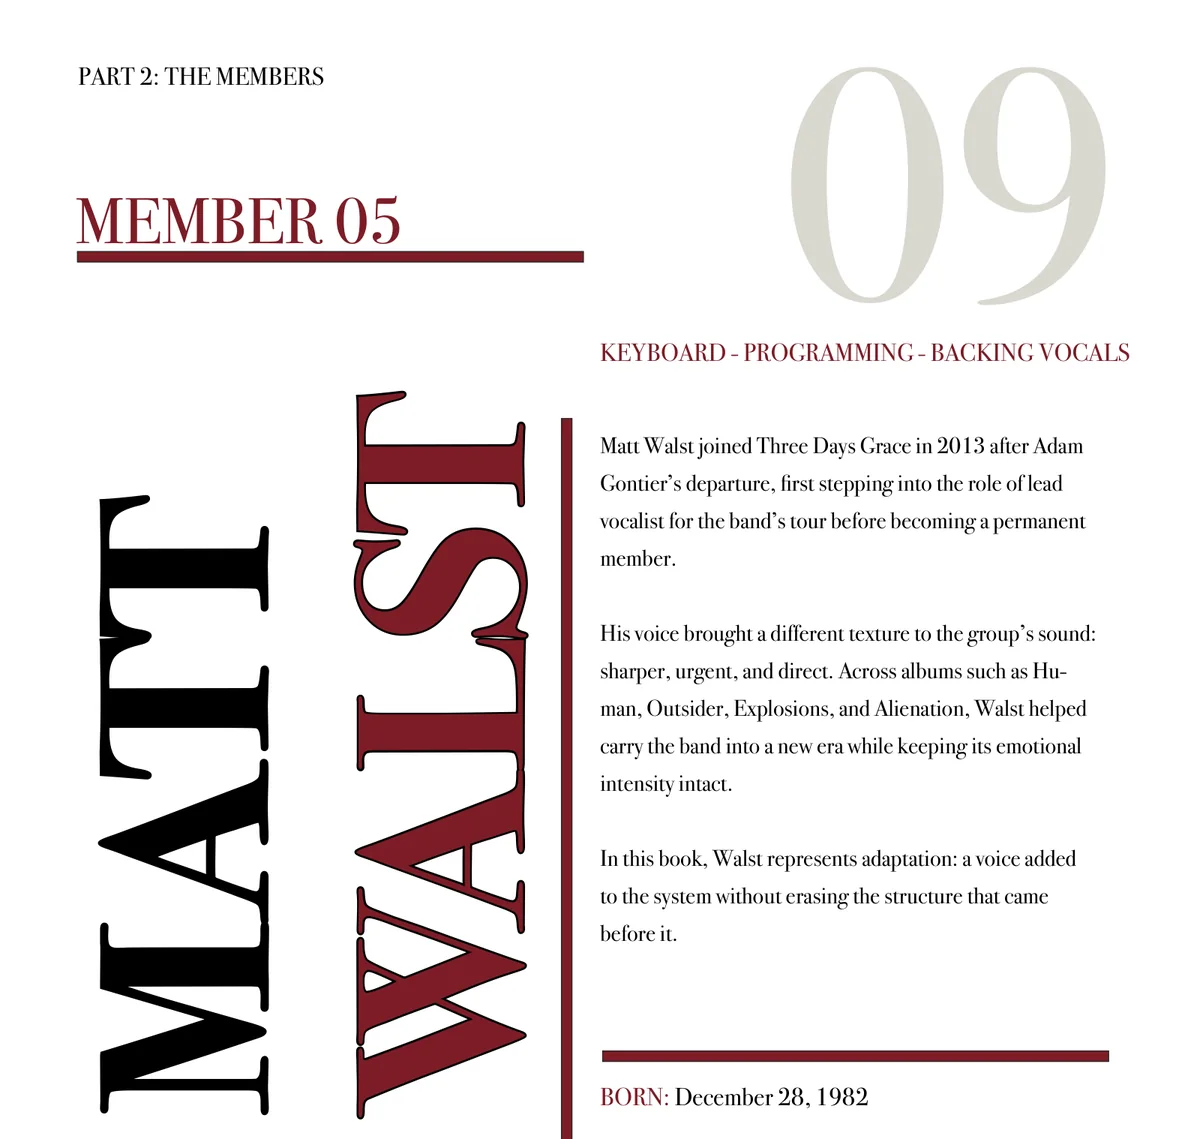 PART 2: THE MEMBERS
09
MEMBER 05
KEYBOARD - PROGRAMMING - BACKING VOCALS
MATT
WALST
Matt Walst joined Three Days Grace in 2013 after Adam
Gontier’s departure, first stepping into the role of lead
vocalist for the band’s tour before becoming a permanent
member.
His voice brought a different texture to the group’s sound:
sharper, urgent, and direct. Across albums such as Hu-
man, Outsider, Explosions, and Alienation, Walst helped
carry the band into a new era while keeping its emotional
intensity intact.
In this book, Walst represents adaptation: a voice added
to the system without erasing the structure that came
before it.
BORN: December 28, 1982